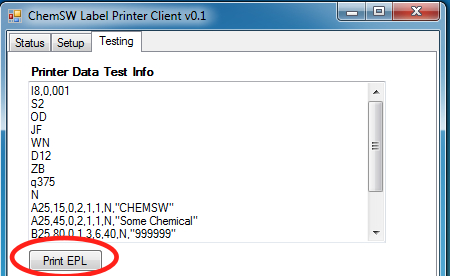 ChemSW Label Printer Client v0.1
Status Setup Testing
Printer Data Test Info
I8,0,001
S2
OD
JF
WN
D12
ZB
q375
N
A25,15,0,2,1,1,N,"CHEMSW"
A25,45,0,2,1,1,N,"Some Chemical"
B25,80,0,1,3,6,40,N,"999999"
Print EPL